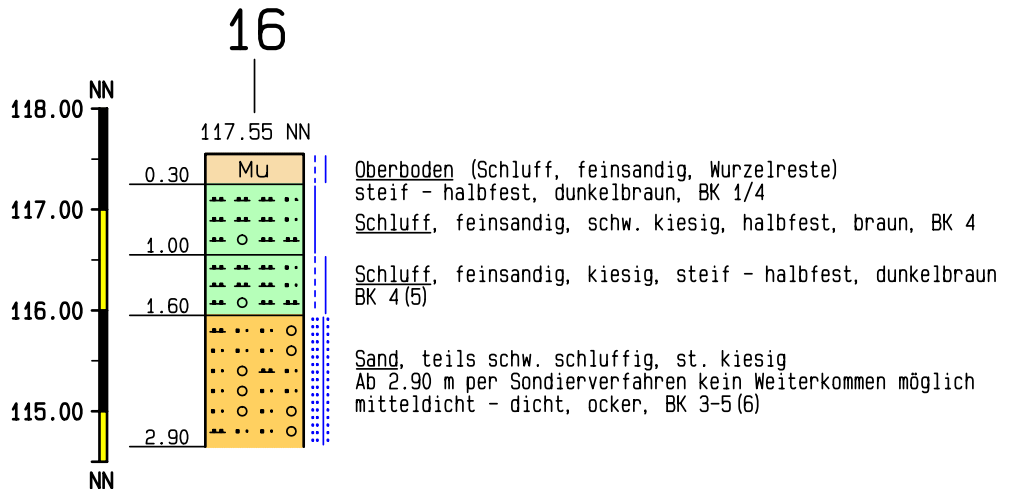 16
NN
118.00
117.55 NN
Mu
0.30
Oberboden (Schluff, feinsandig, Wurzelreste)
steif - halbfest, dunkelbraun, BK 1/4
117.00
Schluff, feinsandig, schw. kiesig, halbfest, braun, BK 4
1.00
Schluff, feinsandig, kiesig, steif - halbfest, dunkelbraun
BK 4(5)
116.00
1.60
Sand, teils schw. schluffig, st. kiesig
Ab 2.90 m per Sondierverfahren kein Weiterkommen möglich
mitteldicht - dicht, ocker, BK 3-5(6)
115.00
2.90
NN